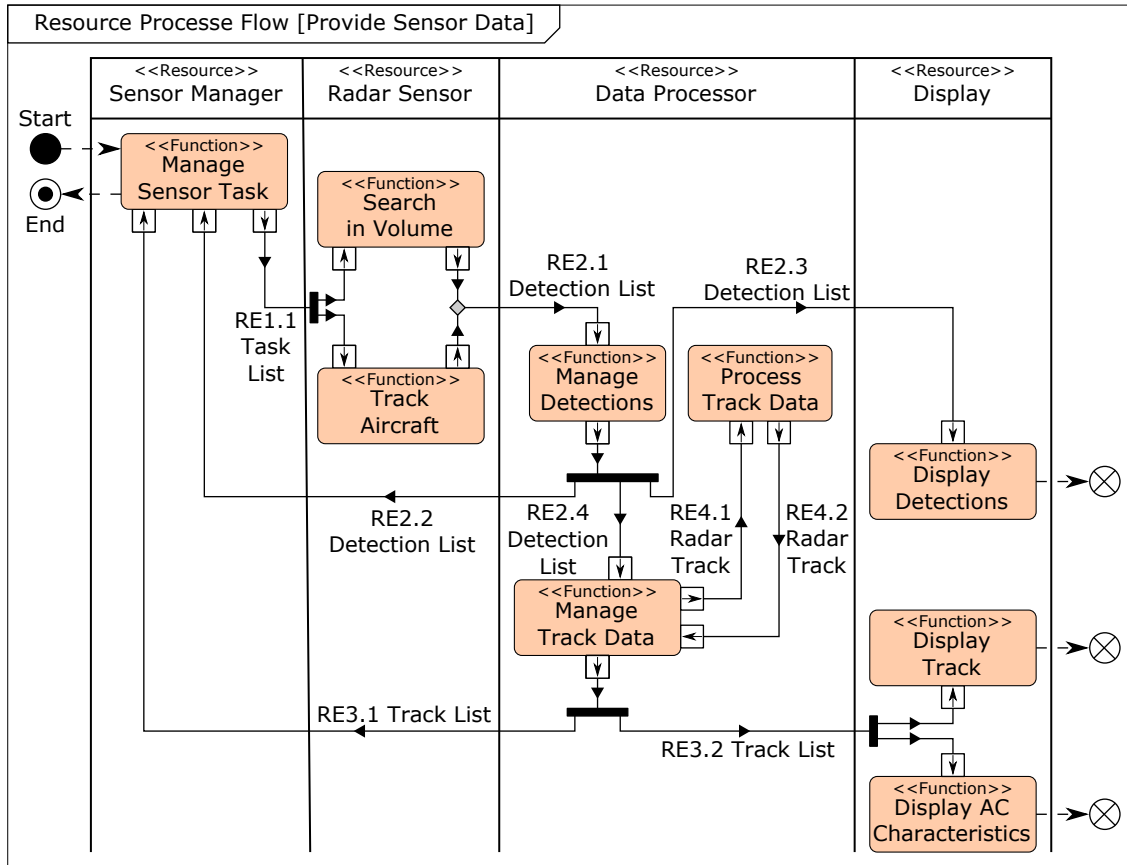 Resource Processe Flow [Provide Sensor Data]
<<Resource>>
Sensor Manager
<<Resource>>
Radar Sensor
<<Resource>>
Data Processor
<<Resource>>
Display
Start
End
<<Function>>
Manage
Sensor Task
<<Function>>
Search
in Volume
RE1.1
Task
List
<<Function>>
Track
Aircraft
RE2.1
Detection List
RE2.3
Detection List
<<Function>>
Manage
Detections
<<Function>>
Process
Track Data
<<Function>>
Display
Detections
RE2.2
Detection List
RE2.4
Detection
List
RE4.1
Radar
Track
RE4.2
Radar
Track
<<Function>>
Manage
Track Data
<<Function>>
Display
Track
RE3.1 Track List
RE3.2 Track List
<<Function>>
Display AC
Characteristics